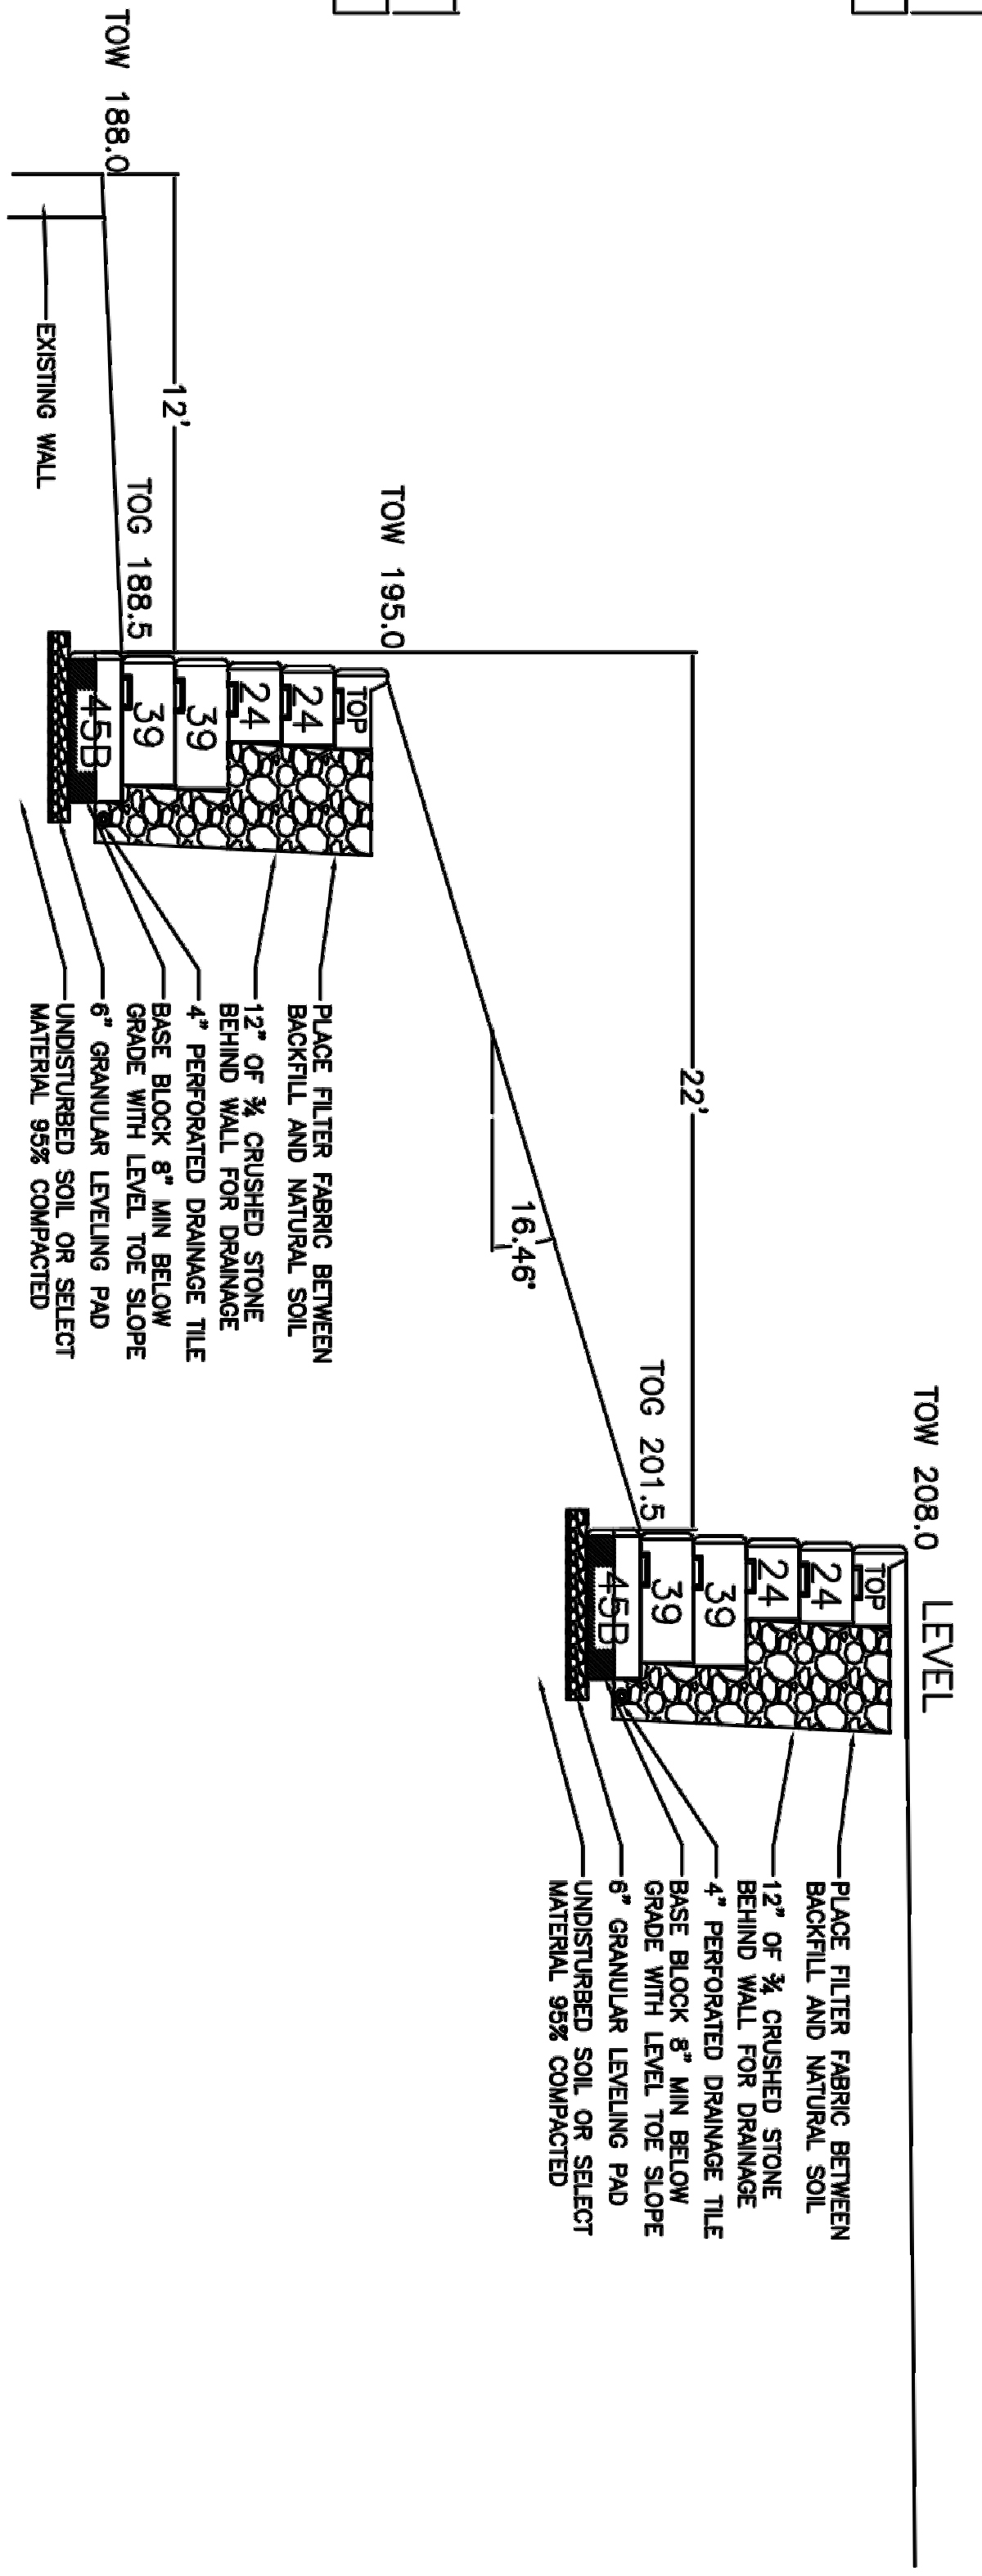 TOW 208.0
LEVEL
TOP
24
24
39
39
45B
TOG 201.5
PLACE FILTER FABRIC BETWEEN
BACKFILL AND NATURAL SOIL
12" OF ¾ CRUSHED STONE
BEHIND WALL FOR DRAINAGE
4" PERFORATED DRAINAGE TILE
BASE BLOCK 8" MIN BELOW
GRADE WITH LEVEL TOE SLOPE
6" GRANULAR LEVELING PAD
UNDISTURBED SOIL OR SELECT
MATERIAL 95% COMPACTED
22'
16.46°
TOW 195.0
TOP
24
24
39
39
45B
TOG 188.5
PLACE FILTER FABRIC BETWEEN
BACKFILL AND NATURAL SOIL
12" OF ¾ CRUSHED STONE
BEHIND WALL FOR DRAINAGE
4" PERFORATED DRAINAGE TILE
BASE BLOCK 8" MIN BELOW
GRADE WITH LEVEL TOE SLOPE
6" GRANULAR LEVELING PAD
UNDISTURBED SOIL OR SELECT
MATERIAL 95% COMPACTED
12'
TOW 188.0
EXISTING WALL